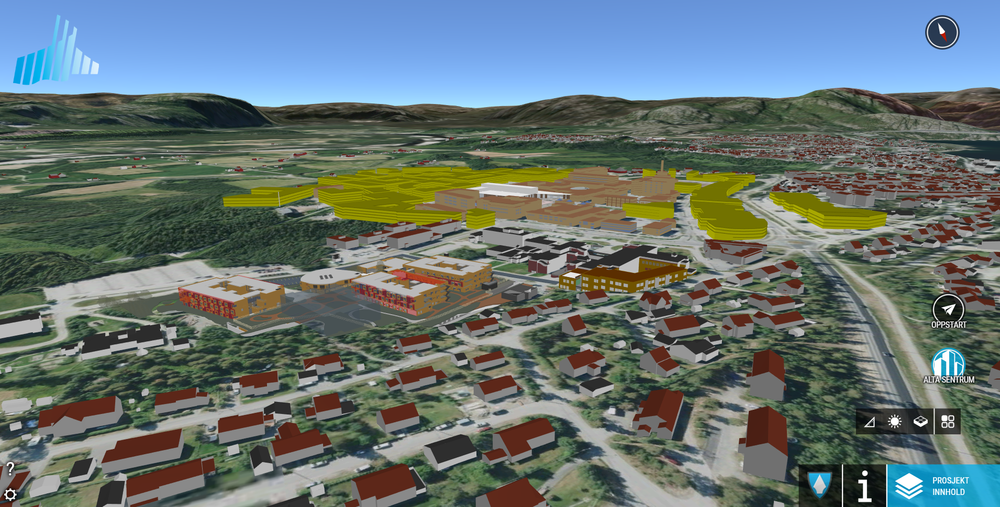 OPPSTART
ALTA SENTRUM
?
i
PROSJEKT
INNHOLD